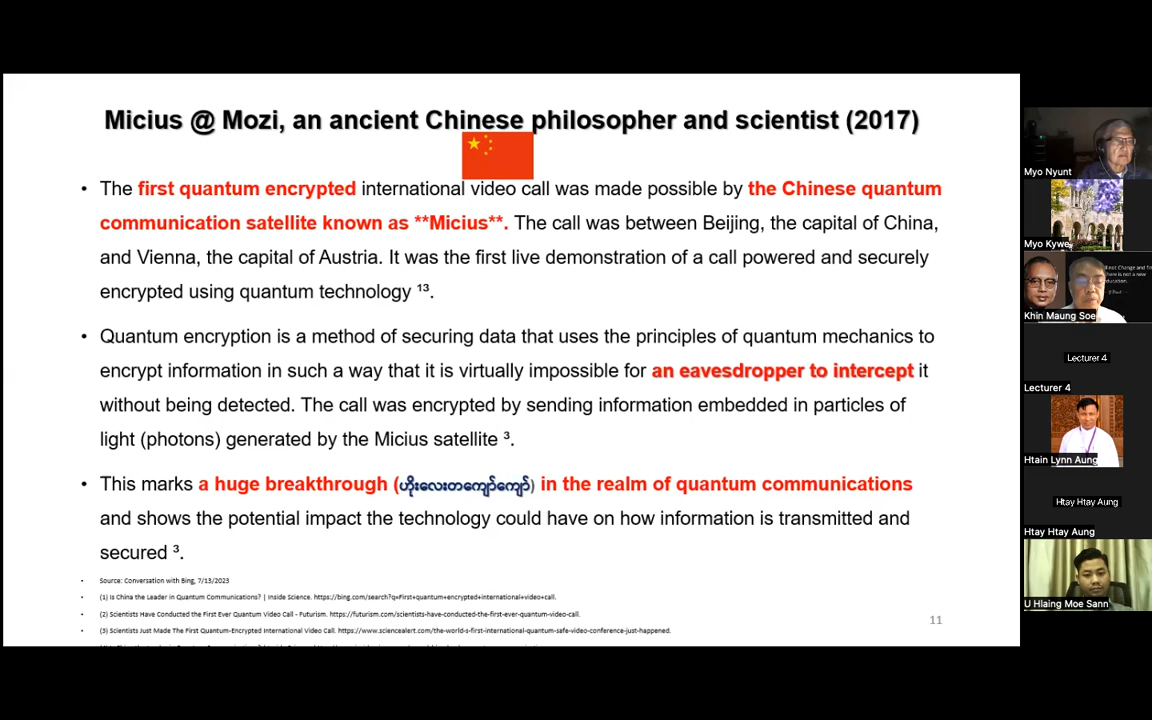 Micius @ Mozi, an ancient Chinese philosopher and scientist (2017)
• The first quantum encrypted international video call was made possible by the Chinese quantum
communication satellite known as **Micius**. The call was between Beijing, the capital of China,
and Vienna, the capital of Austria. It was the first live demonstration of a call powered and securely
encrypted using quantum technology ¹³.
• Quantum encryption is a method of securing data that uses the principles of quantum mechanics to
encrypt information in such a way that it is virtually impossible for an eavesdropper to intercept it
without being detected. The call was encrypted by sending information embedded in particles of
light (photons) generated by the Micius satellite ³.
• This marks a huge breakthrough (ဟိုးလေးတကျော်ကျော်) in the realm of quantum communications
and shows the potential impact the technology could have on how information is transmitted and
secured ³.
• Source: Conversation with Bing, 7/13/2023
• (1) Is China the Leader in Quantum Communications? | Inside Science. https://bing.com/search?q=First+quantum+encrypted+international+video+call.
• (2) Scientists Have Conducted the First Ever Quantum Video Call - Futurism. https://futurism.com/scientists-have-conducted-the-first-ever-quantum-video-call.
• (3) Scientists Just Made The First Quantum-Encrypted International Video Call. https://www.sciencealert.com/the-world-s-first-international-quantum-safe-video-conference-just-happened.
11
Myo Nyunt
Myo Kywe
Khin Maung Soe
Lecturer 4
Lecturer 4
Htain Lynn Aung
Htay Htay Aung
Htay Htay Aung
U Hlaing Moe Sann